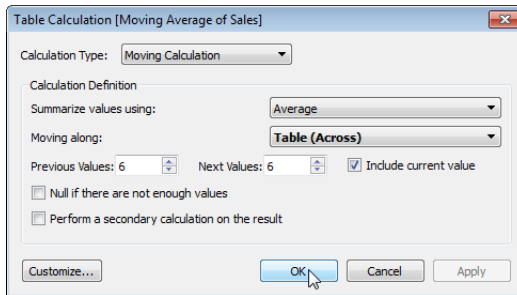 Table Calculation [Moving Average of Sales]
Calculation Type: Moving Calculation
Calculation Definition
Summarize values using: Average
Moving along: Table (Across)
Previous Values: 6 Next Values: 6 Include current value
Null if there are not enough values
Perform a secondary calculation on the result
Customize... OK Cancel Apply